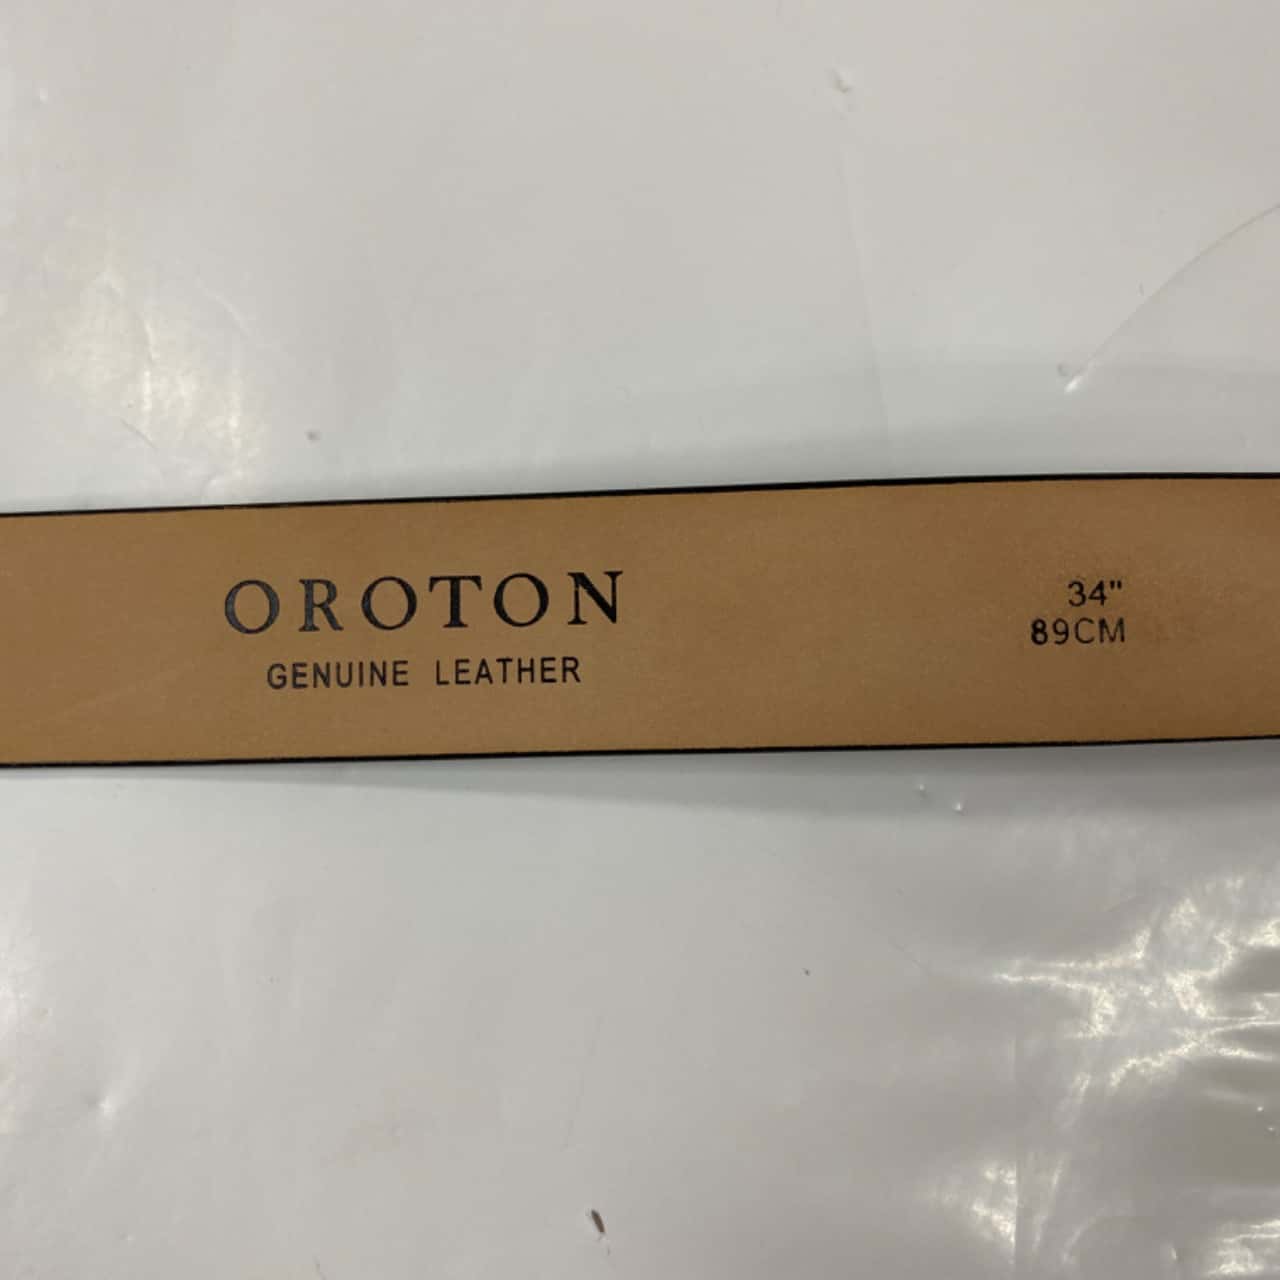 OROTON
GENUINE LEATHER
34"
89CM